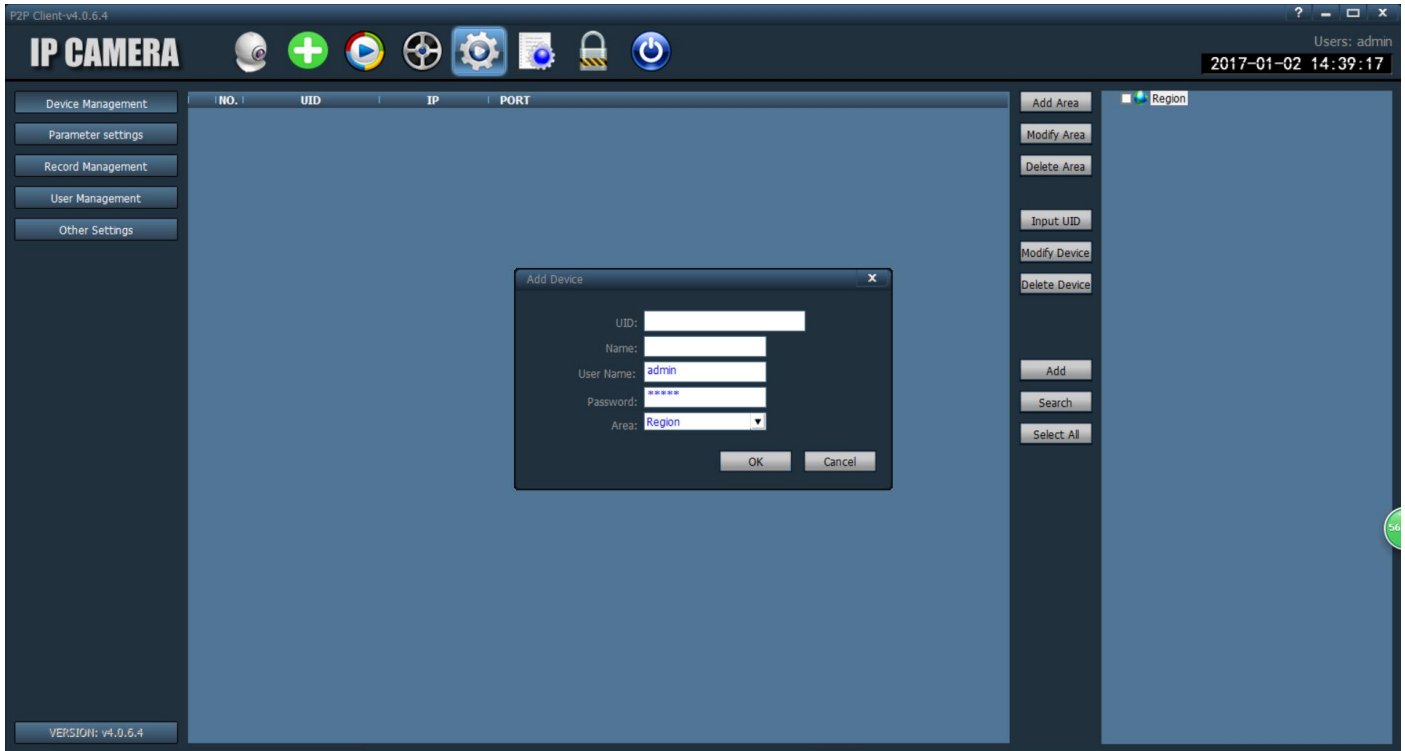 P2P Client-v4.0.6.4
? – □ x
IP CAMERA
Users: admin
2017-01-02 14:39:17
Device Management
Parameter settings
Record Management
User Management
Other Settings
NO. UID IP PORT
Add Area
Modify Area
Delete Area
Input UID
Modify Device
Delete Device
Add
Search
Select All
Region
Add Device x
UID:
Name:
User Name: admin
Password: *****
Area: Region
OK Cancel
56
VERSION: v4.0.6.4